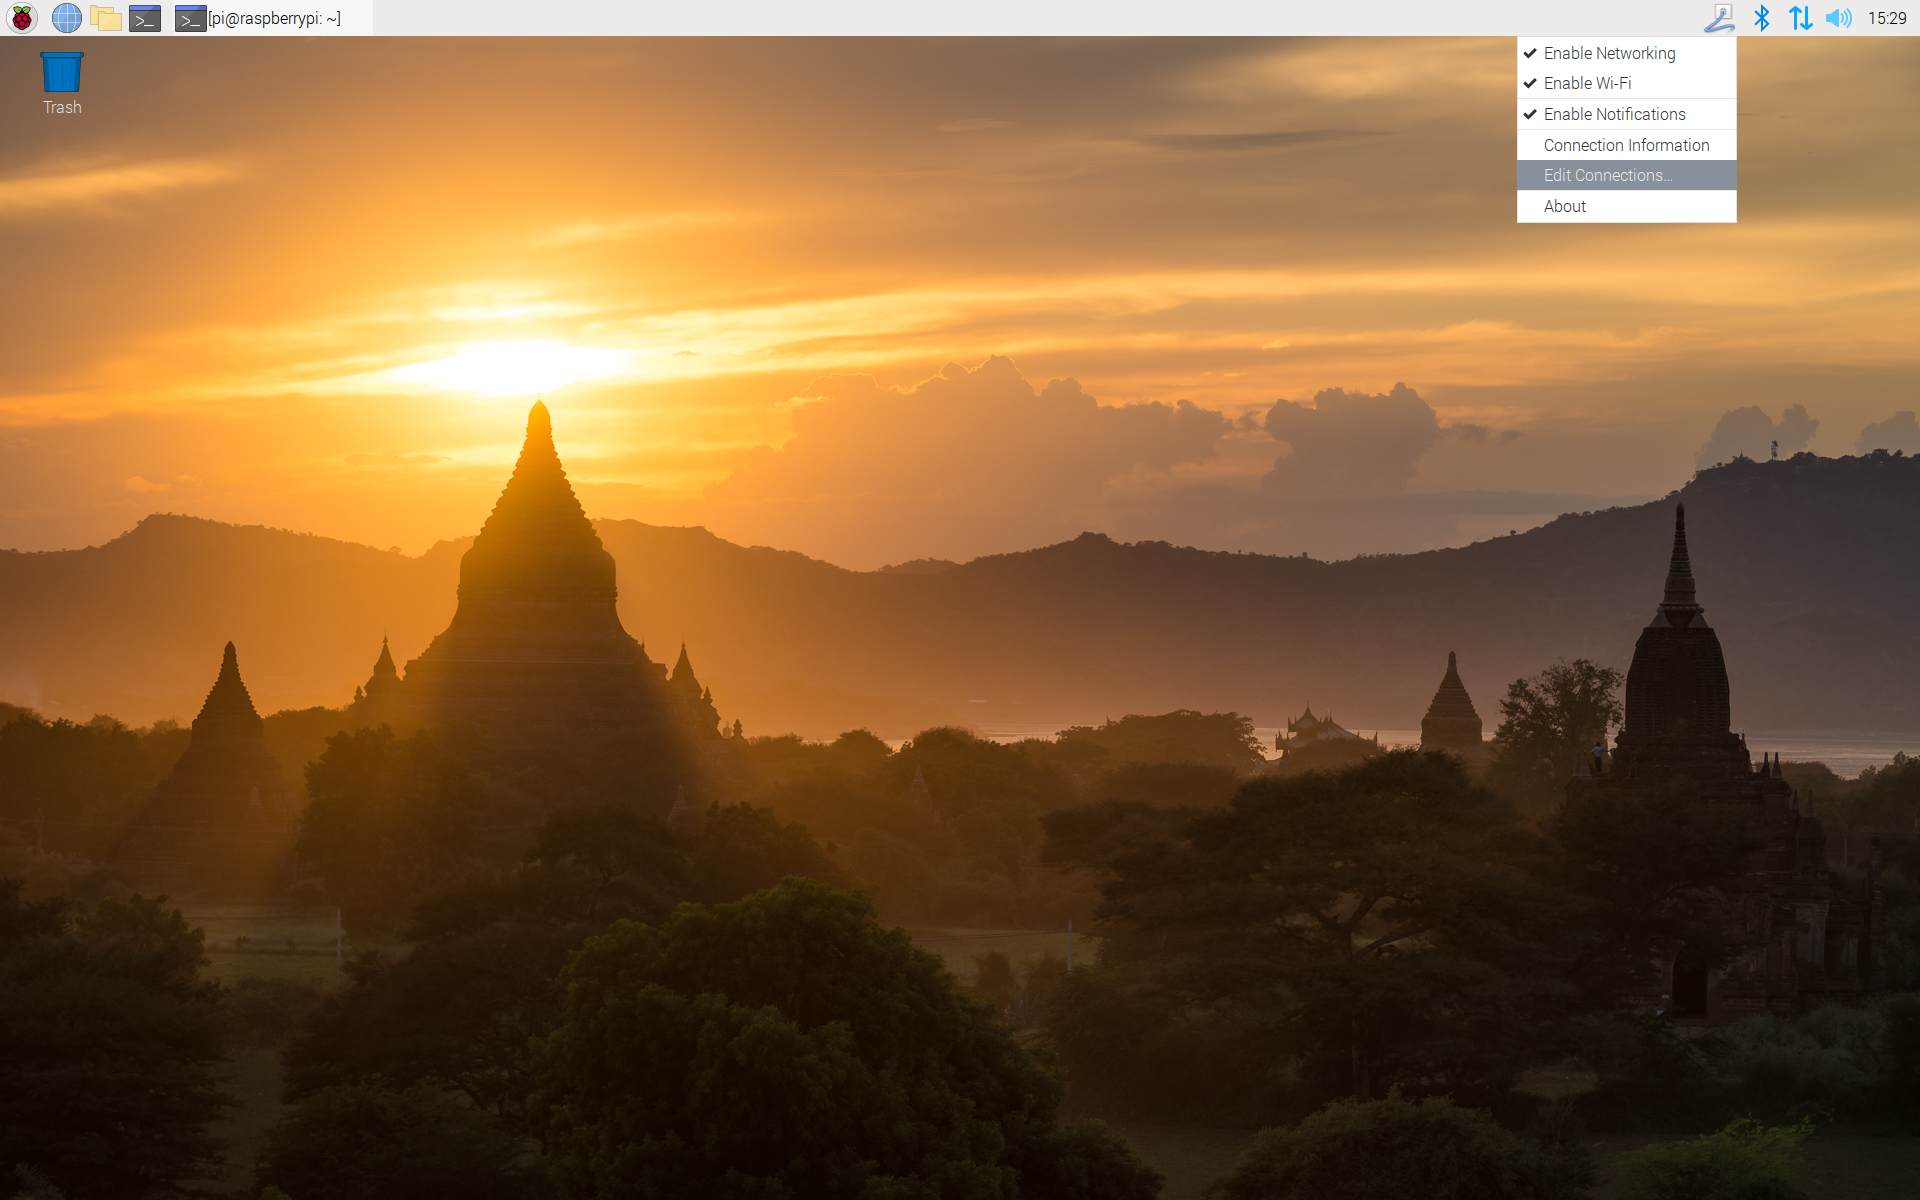 [pi@raspberrypi: ~]
15:29
Trash
Enable Networking
Enable Wi-Fi
Enable Notifications
Connection Information
Edit Connections...
About